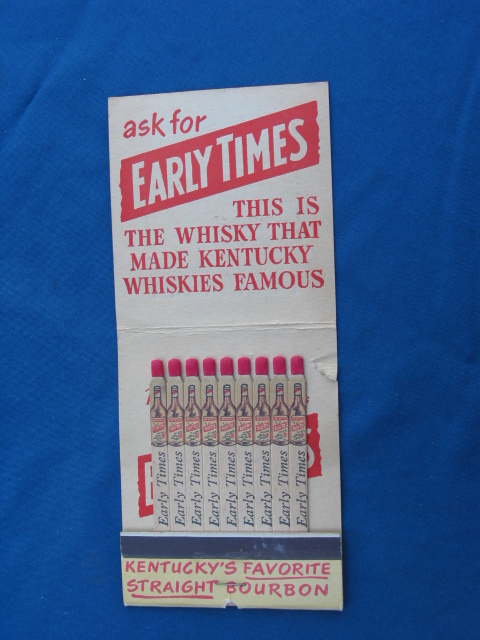 ask for
EARLY TIMES
THIS IS
THE WHISKY THAT
MADE KENTUCKY
WHISKIES FAMOUS
Early Times
Early Times
Early Times
Early Times
Early Times
Early Times
Early Times
Early Times
Early Times
KENTUCKY'S FAVORITE
STRAIGHT BOURBON